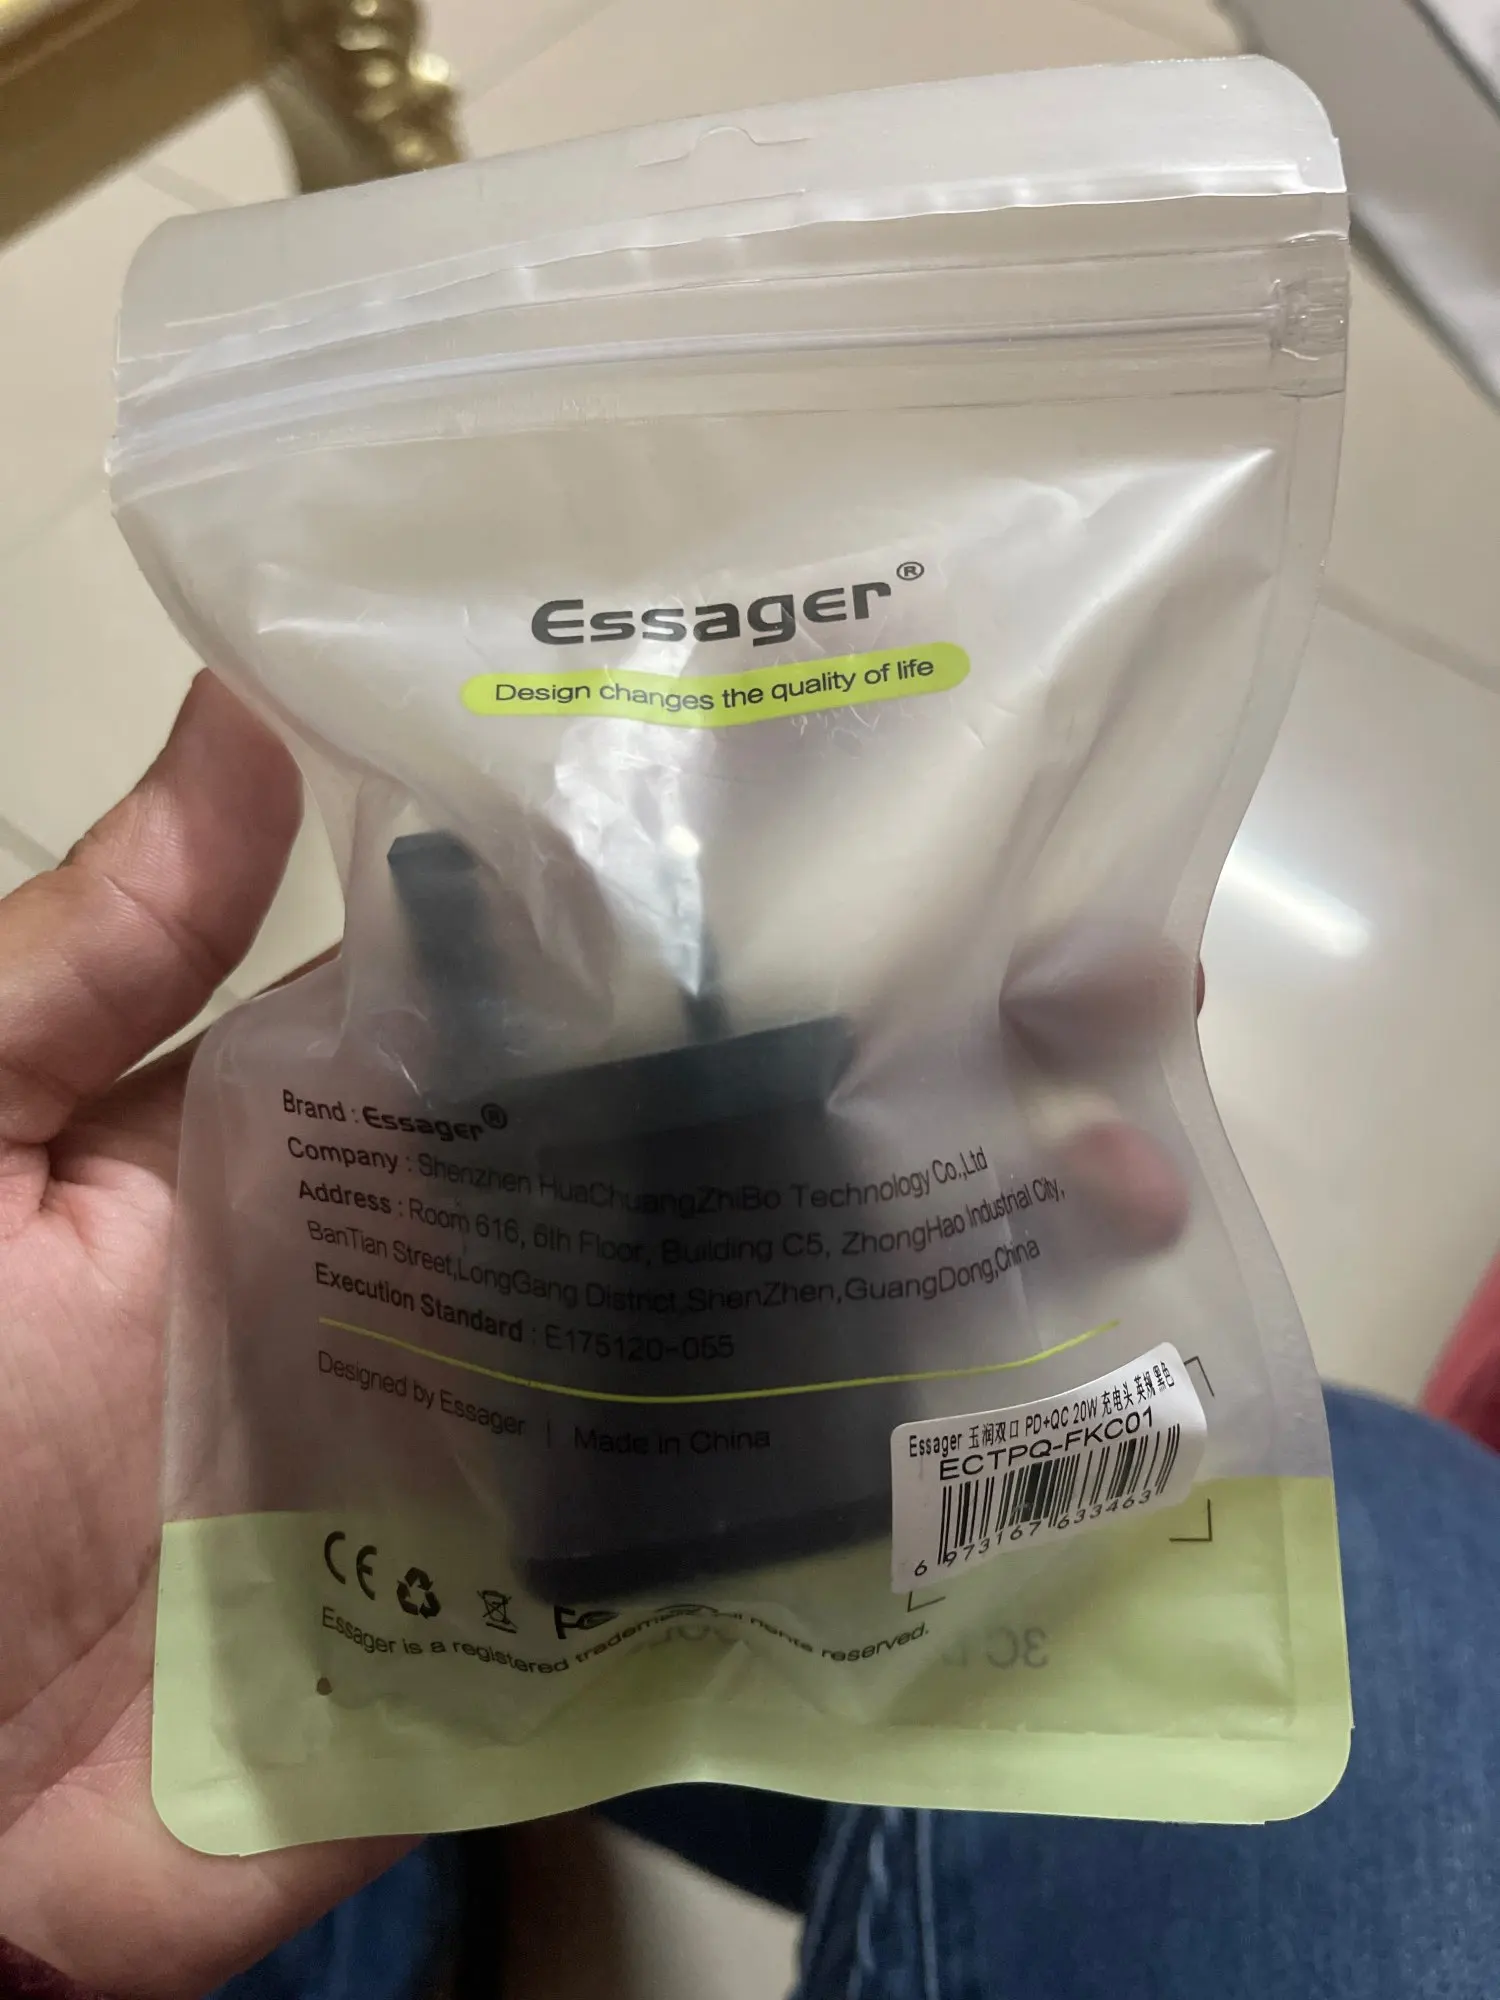 Essager®
Design changes the quality of life
Brand : Essager®
Company : Shenzhen HuaChuangZhiBo Technology Co.,Ltd
Address : Room 616, 6th Floor, Building C5, ZhongHao Industrial City,
BanTian Street,LongGang District,ShenZhen,GuangDong,China
Execution Standard : E175120-055
Designed by Essager | Made in China
Essager 玉润双口 PD+QC 20W 充电头 英规 黑色
ECTPQ-FKC01
6 973167 633463
CE
Essager is a registered trademark. All rights reserved.